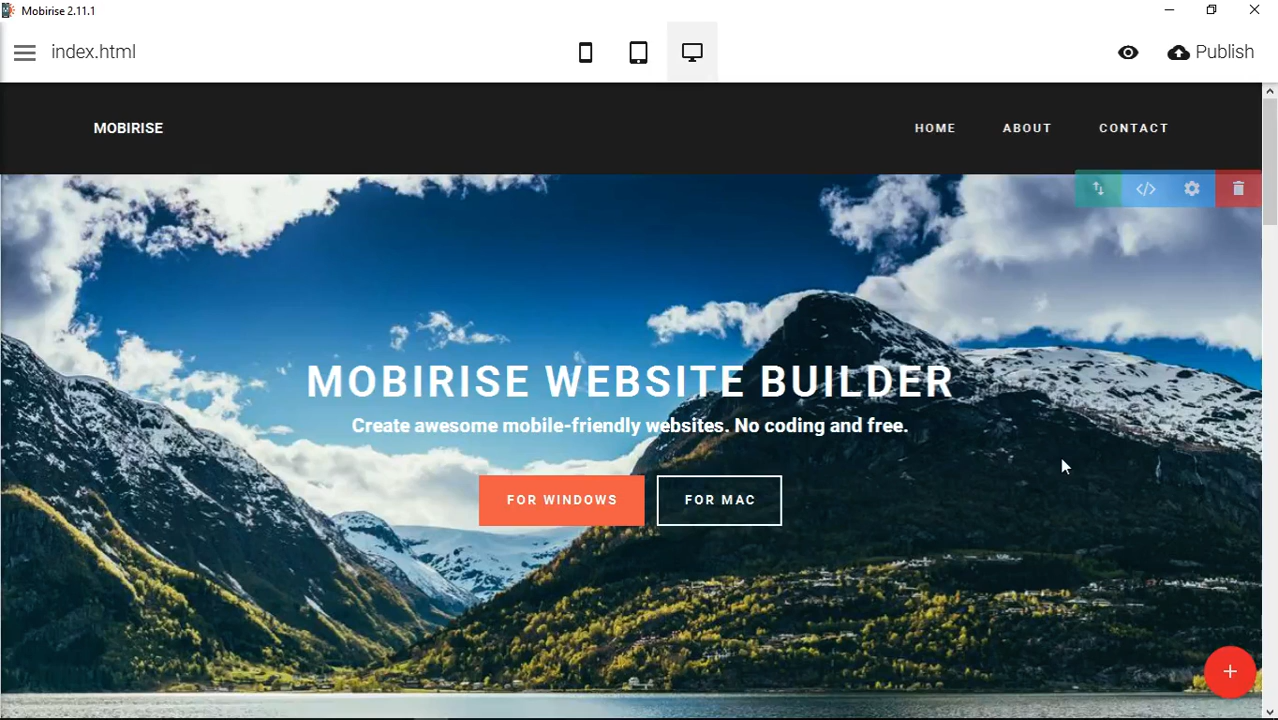 Mobirise 2.11.1
index.html
Publish
MOBIRISE
HOME ABOUT CONTACT
MOBIRISE WEBSITE BUILDER
Create awesome mobile-friendly websites. No coding and free.
FOR WINDOWS FOR MAC